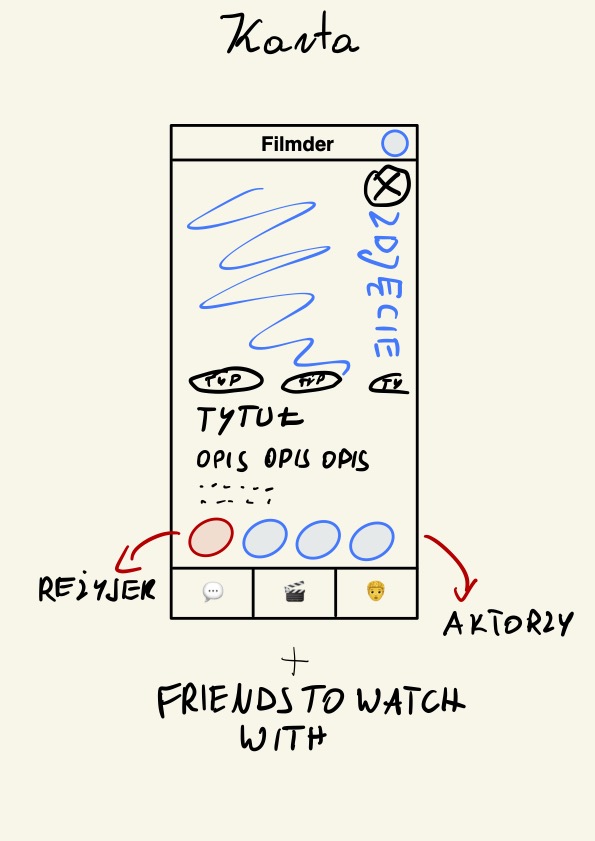 Karta
Filmder
ZDJĘCIE
TYP TYP TY
TYTUŁ
OPIS OPIS OPIS
REŻYSER
AKTORZY
+
FRIENDS TO WATCH
WITH